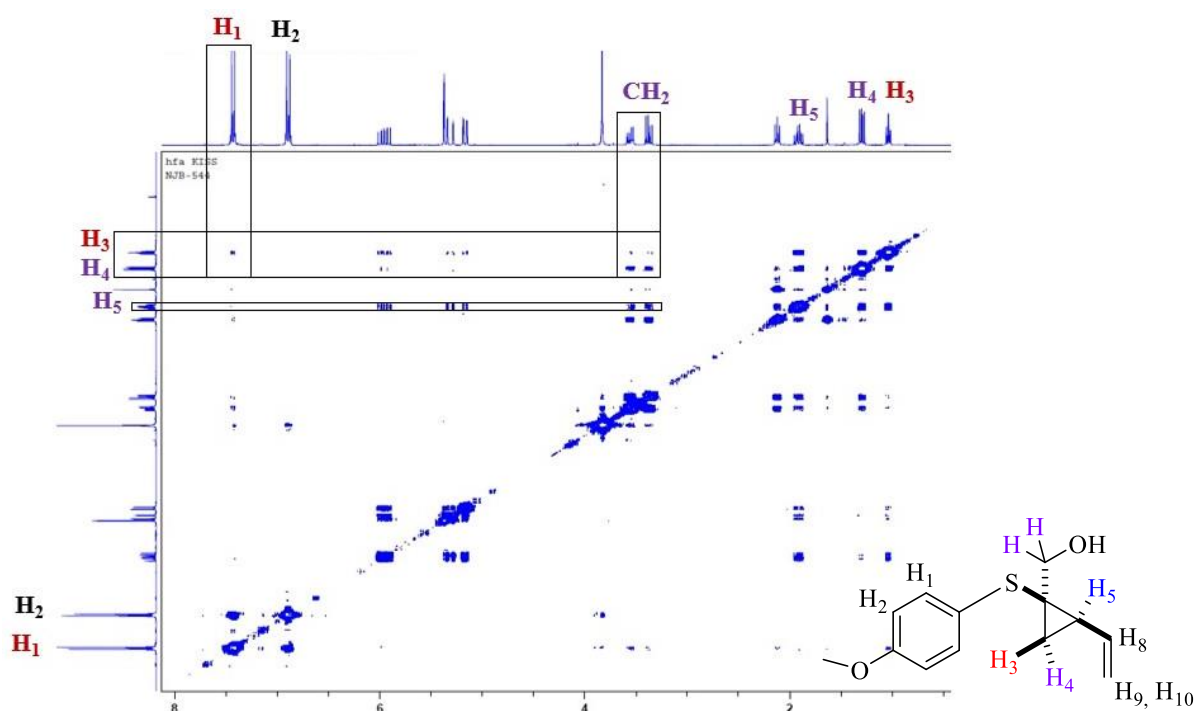 H₁ H₂
CH₂ H₅ H₄ H₃
hfa KISS
NJB-544
H₃
H₄
H₅
H₂
H₁
8 6 4 2
H
H OH
H₁ S H₅
H₂
H₈
O H₃ H₄
H₉, H₁₀